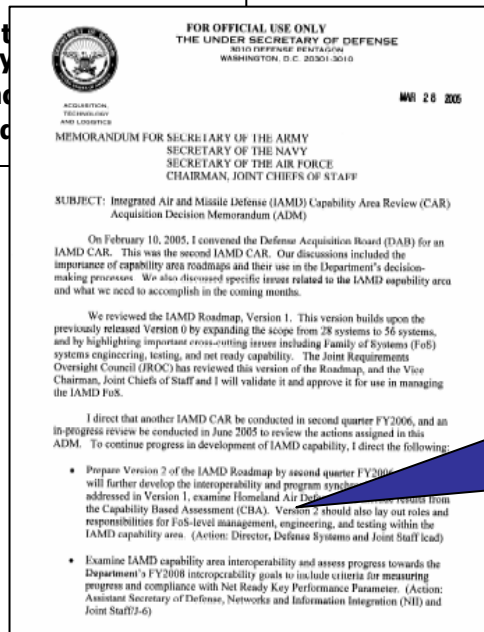 FOR OFFICIAL USE ONLY
THE UNDER SECRETARY OF DEFENSE
3010 DEFENSE PENTAGON
WASHINGTON, D.C. 20301-3010
ACQUISITION,
TECHNOLOGY
AND LOGISTICS
MAR 28 2005
MEMORANDUM FOR SECRETARY OF THE ARMY
SECRETARY OF THE NAVY
SECRETARY OF THE AIR FORCE
CHAIRMAN, JOINT CHIEFS OF STAFF
SUBJECT: Integrated Air and Missile Defense (IAMD) Capability Area Review (CAR)
Acquisition Decision Memorandum (ADM)
On February 10, 2005, I convened the Defense Acquisition Board (DAB) for an
IAMD CAR. This was the second IAMD CAR. Our discussions included the
importance of capability area roadmaps and their use in the Department's decision-
making processes. We also discussed specific issues related to the IAMD capability area
and what we need to accomplish in the coming months.
We reviewed the IAMD Roadmap, Version 1. This version builds upon the
previously released Version 0 by expanding the scope from 28 systems to 56 systems,
and by highlighting important cross-cutting issues including Family of Systems (FoS)
systems engineering, testing, and net ready capability. The Joint Requirements
Oversight Council (JROC) has reviewed this version of the Roadmap, and the Vice
Chairman, Joint Chiefs of Staff and I will validate it and approve it for use in managing
the IAMD FoS.
I direct that another IAMD CAR be conducted in second quarter FY2006, and an
in-progress review be conducted in June 2005 to review the actions assigned in this
ADM. To continue progress in development of IAMD capability, I direct the following:
• Prepare Version 2 of the IAMD Roadmap by second quarter FY2006
will further develop the interoperability and program
addressed in Version 1, examine Homeland Air results from
the Capability Based Assessment (CBA). Version 2 should also lay out roles and
responsibilities for FoS-level management, engineering, and testing within the
IAMD capability area. (Action: Director, Defense Systems and Joint Staff lead)
• Examine IAMD capability area interoperability and assess progress towards the
Department's FY2008 interoperability goals to include criteria for measuring
progress and compliance with Net Ready Key Performance Parameter. (Action:
Assistant Secretary of Defense, Networks and Information Integration (NII) and
Joint Staff/J-6)